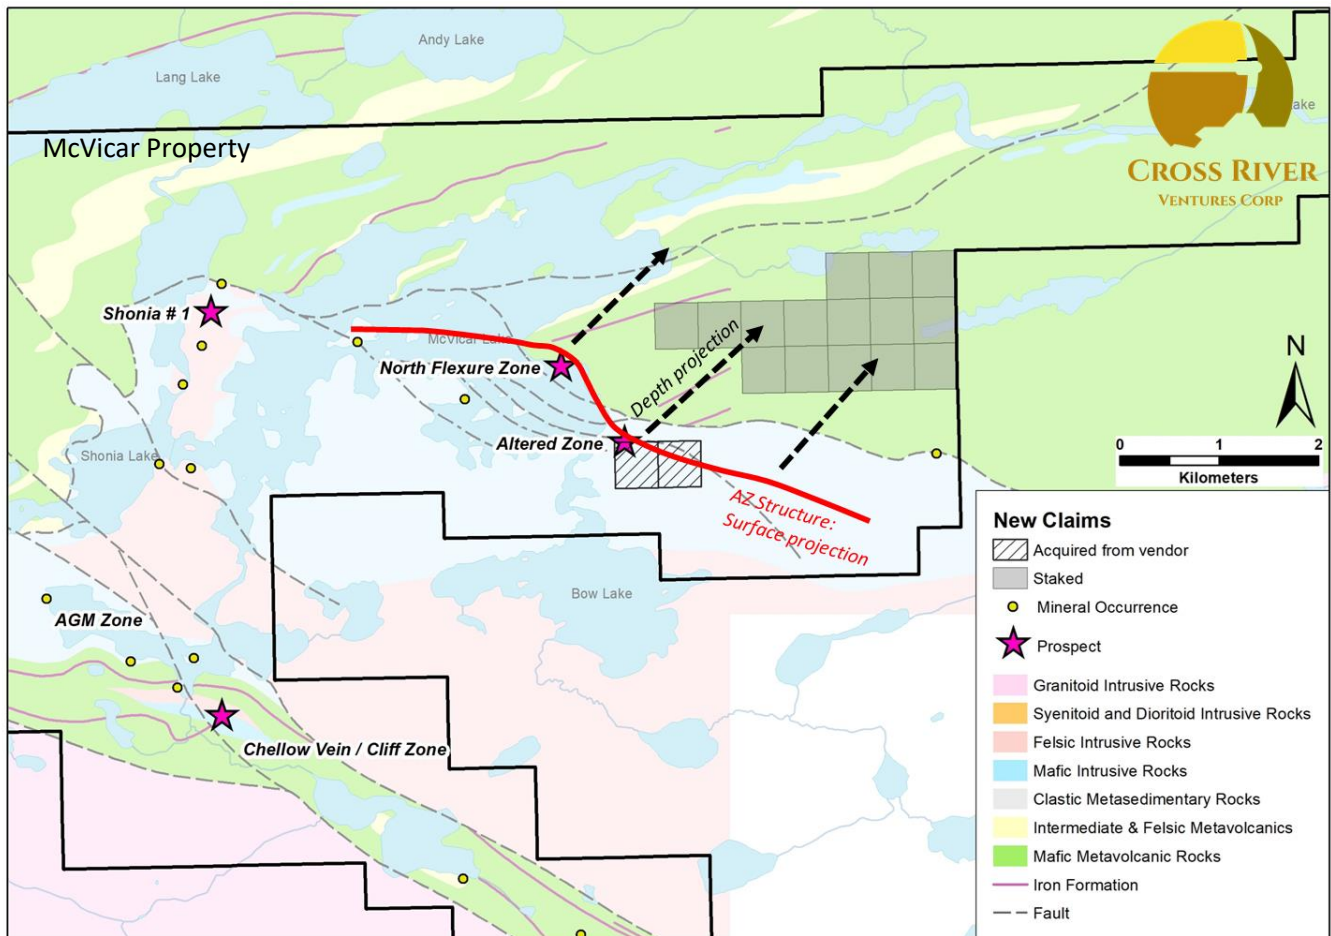 Andy Lake
Lang Lake
ake
McVicar Property
CROSS RIVER
VENTURES CORP
Shonia # 1
McVicar Lake
North Flexure Zone
Depth projection
N
Altered Zone
Shonia Lake
0 1 2
Kilometers
AZ Structure:
Surface projection
Bow Lake
AGM Zone
Chellow Vein / Cliff Zone
New Claims
Acquired from vendor
Staked
Mineral Occurrence
Prospect
Granitoid Intrusive Rocks
Syenitoid and Dioritoid Intrusive Rocks
Felsic Intrusive Rocks
Mafic Intrusive Rocks
Clastic Metasedimentary Rocks
Intermediate & Felsic Metavolcanics
Mafic Metavolcanic Rocks
Iron Formation
Fault